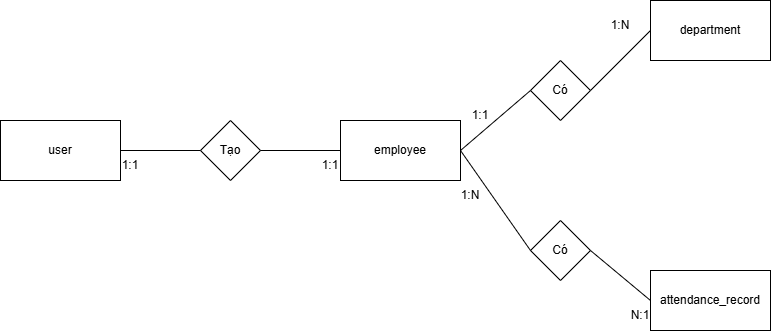 1:N
department
Có
1:1
user
Tạo
employee
1:1
1:1
1:N
Có
attendance_record
N:1